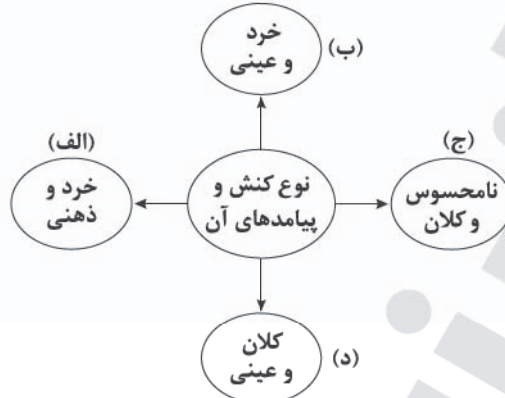 خرد
و عینی
(ب)
(الف)
خرد و
ذهنی
نوع کنش و
پیامدهای آن
(ج)
نامحسوس
و کلان
کلان
و عینی
(د)